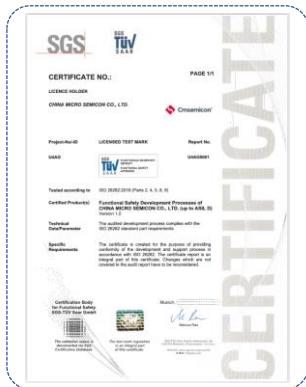 SGS
SGS
TÜV
SAAR
CERTIFICATE NO.:
PAGE 1/1
LICENCE HOLDER
CHINA MICRO SEMICON CO., LTD.
Cmsemicon
Project-No/-ID
LICENSED TEST MARK
Report No.
TÜV
Tested according to
ISO 26262:2018 (Parts 2, 4, 5, 8, 9)
Certified Product(s)
Functional Safety Development Processes of
CHINA MICRO SEMICON CO., LTD. (up to ASIL D)
Version 1.0
Technical
Data/Parameter
The audited development process complies with the
ISO 26262 standard part requirements
Specific
Requirements
The certificate is created for the purpose of providing
conformity of the development and support process in
accordance with ISO 26262. The certificate report is an
integral part of this certificate. Changes which are not
covered in the audit report have to be reconsidered.
Certification Body
for Functional Safety
SGS-TÜV Saar GmbH
Munich,
CERTIFICATE